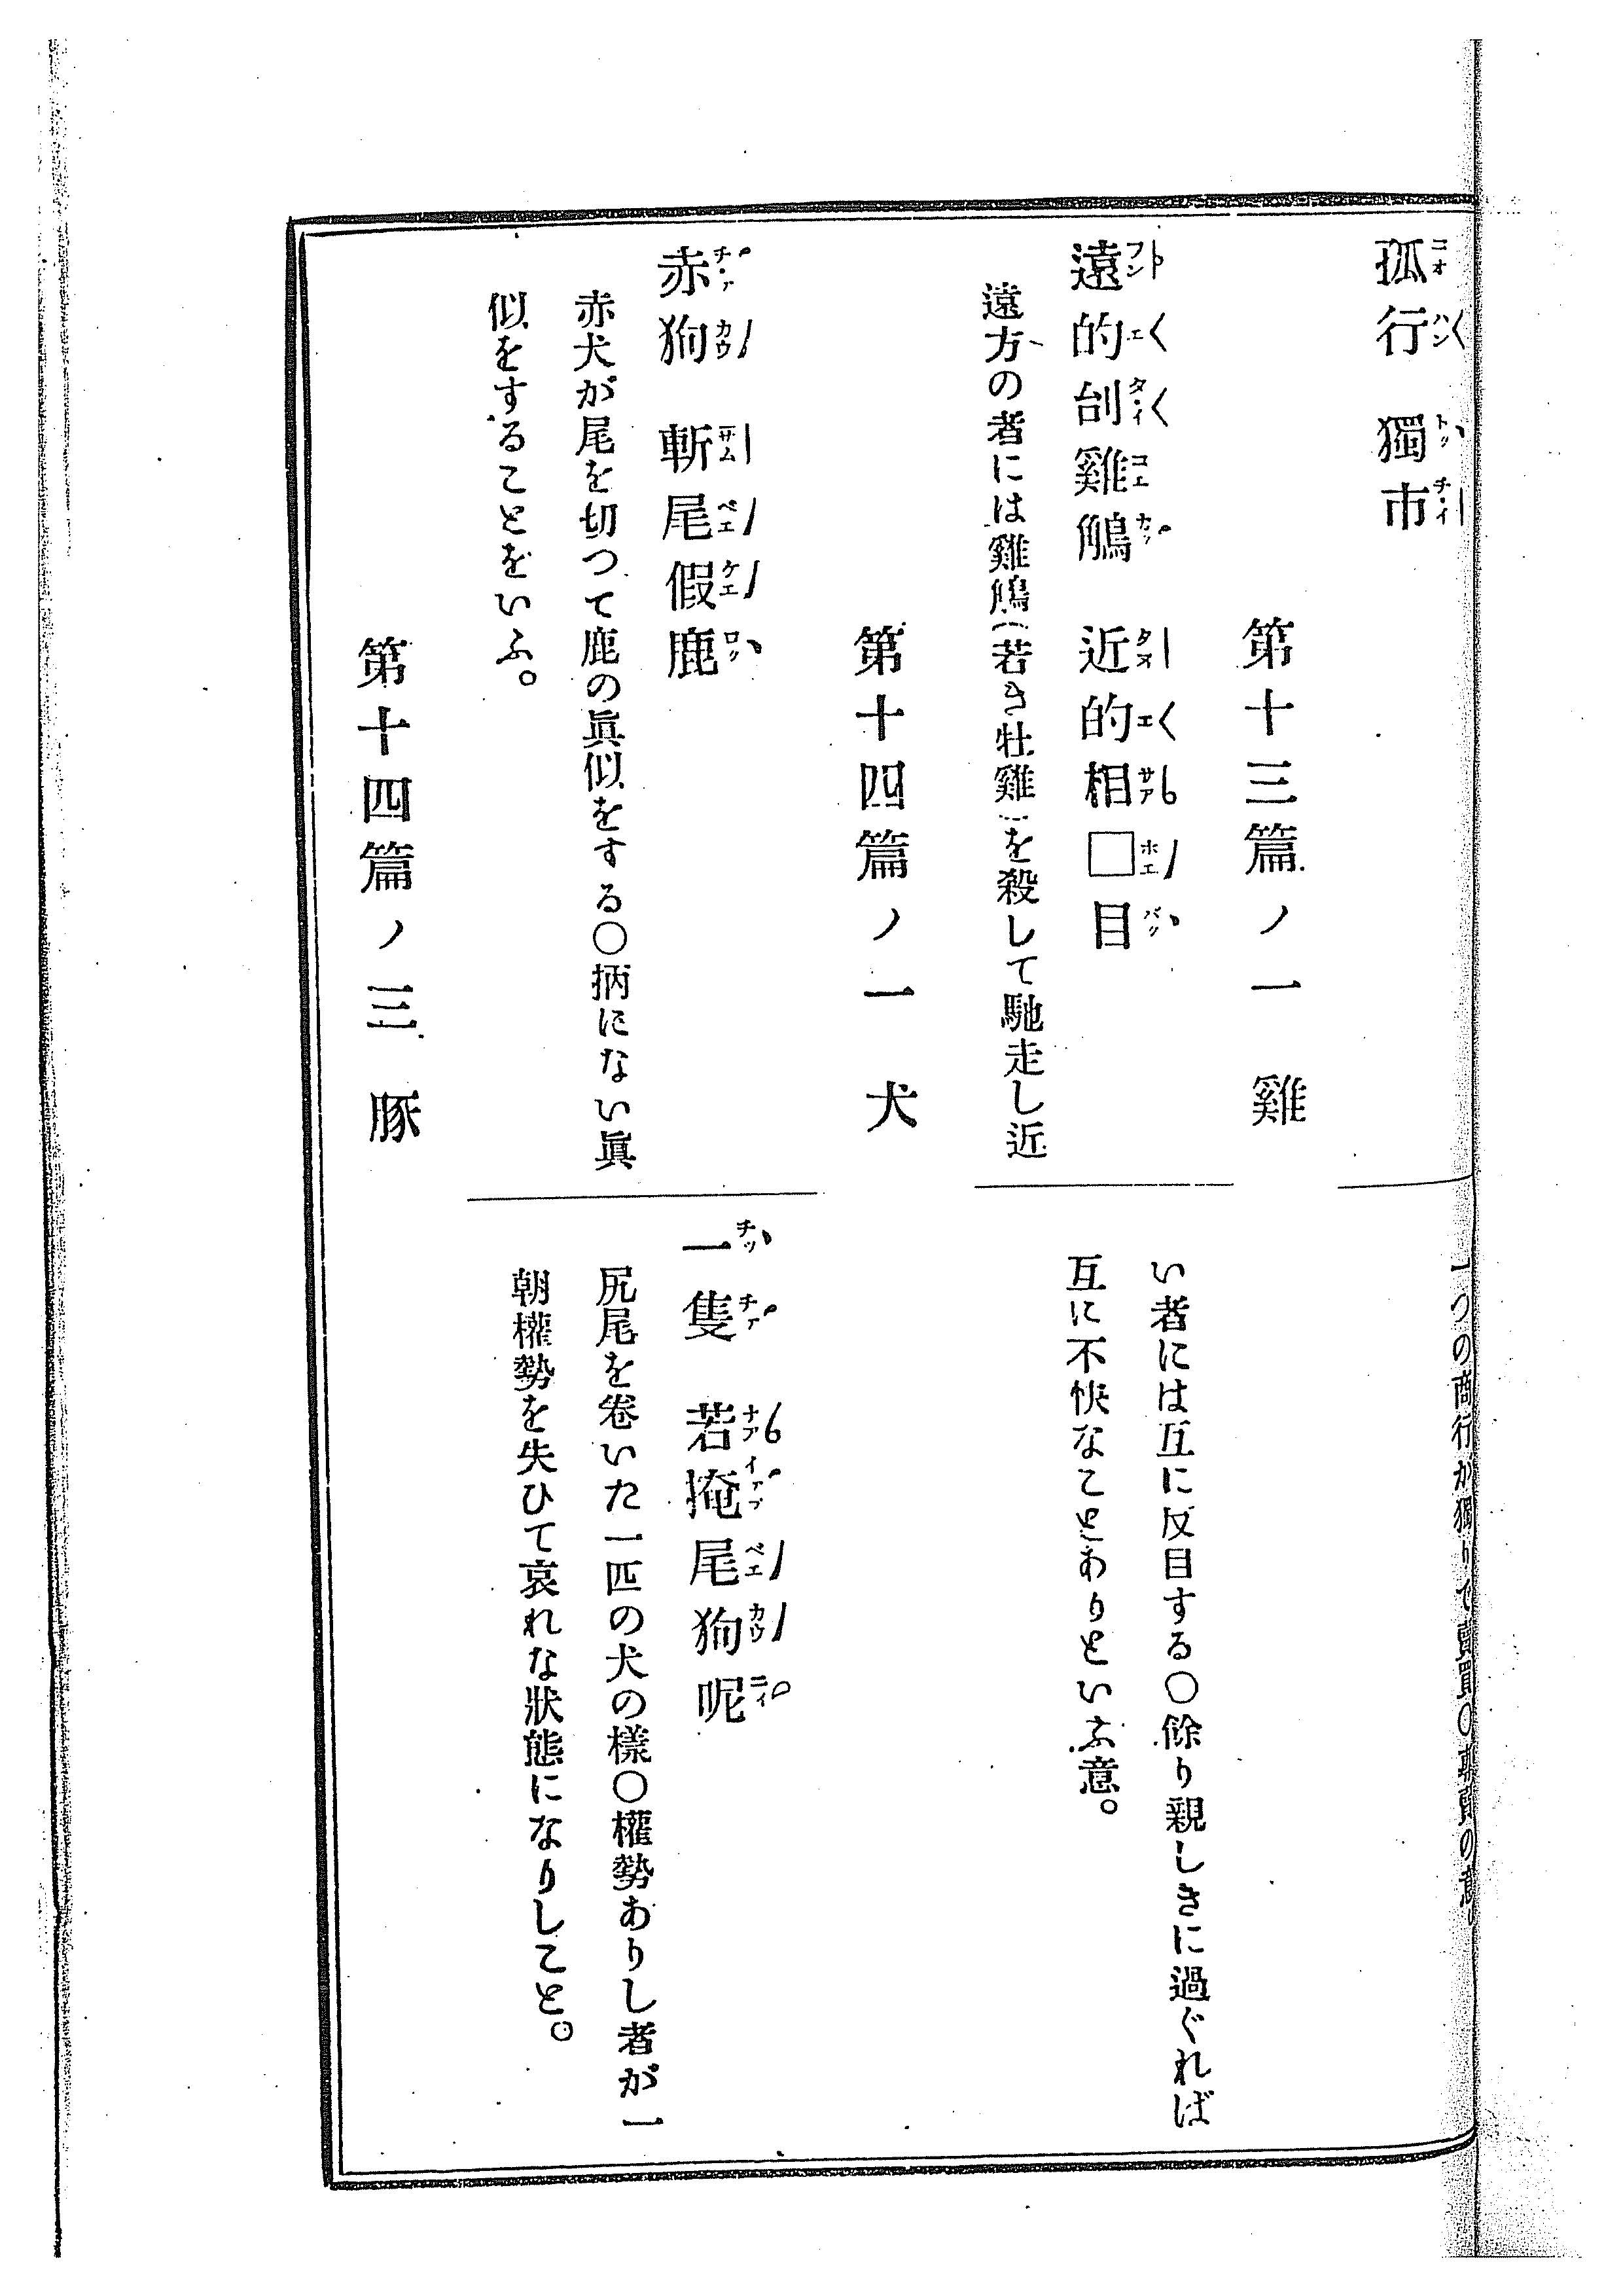 孤行　獨市
一つの商行が獨りで賣買〇專賣の意
第十三篇ノ一　雞
遠的刣雞鵤　近的相□目
遠方の者には雞鵤(若き牡雞)を殺して馳走し近
い者には互に反目する〇餘り親しきに過ぐれば
互に不快なことありといふ意。
第十四篇ノ一　犬
赤狗　斬尾假鹿
赤犬が尾を切つて鹿の眞似をする〇柄にない眞
似をすることをいふ。
一隻　若掩尾狗呢
尻尾を卷いた一匹の犬の樣〇權勢ありし者が一
朝權勢を失ひて哀れな狀態になりしこと。
第十四篇ノ三　豚